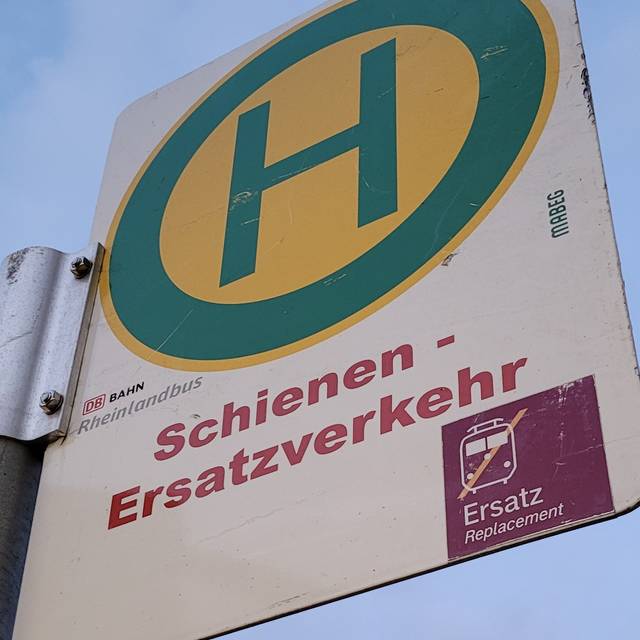 H
MABEG
DB BAHN
Rheinlandbus
Schienen -
Ersatzverkehr
Ersatz
Replacement